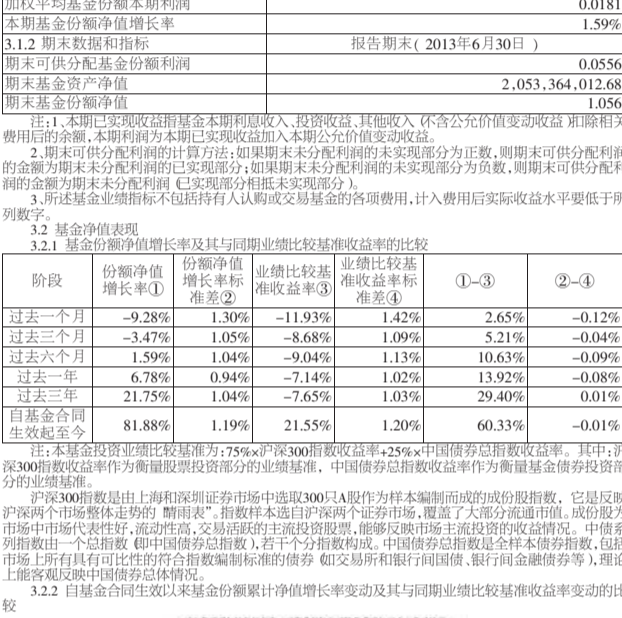 加权平均基金份额本期利润 0.0181
本期基金份额净值增长率 1.59%
3.1.2 期末数据和指标 报告期末( 2013年6月30日 )
期末可供分配基金份额利润 0.0556
期末基金资产净值 2,053,364,012.68
期末基金份额净值 1.056
注:1、本期已实现收益指基金本期利息收入、投资收益、其他收入(不含公允价值变动收益)扣除相关
费用后的余额,本期利润为本期已实现收益加入本期公允价值变动收益。
2、期末可供分配利润的计算方法:如果期末未分配利润的未实现部分为正数,则期末可供分配利润
的金额为期末未分配利润的已实现部分;如果期末未分配利润的未实现部分为负数,则期末可供分配利
润的金额为期末未分配利润(已实现部分相抵未实现部分)。
3、所述基金业绩指标不包括持有人认购或交易基金的各项费用,计入费用后实际收益水平要低于所
列数字。
3.2 基金净值表现
3.2.1 基金份额净值增长率及其与同期业绩比较基准收益率的比较
阶段 份额净值增长率① 份额净值增长率标准差② 业绩比较基准收益率③ 业绩比较基准收益率标准差④ ①-③ ②-④
过去一个月 -9.28% 1.30% -11.93% 1.42% 2.65% -0.12%
过去三个月 -3.47% 1.05% -8.68% 1.09% 5.21% -0.04%
过去六个月 1.59% 1.04% -9.04% 1.13% 10.63% -0.09%
过去一年 6.78% 0.94% -7.14% 1.02% 13.92% -0.08%
过去三年 21.75% 1.04% -7.65% 1.03% 29.40% 0.01%
自基金合同生效起至今 81.88% 1.19% 21.55% 1.20% 60.33% -0.01%
注:本基金投资业绩比较基准为:75%×沪深300指数收益率+25%×中国债券总指数收益率。其中:沪
深300指数收益率作为衡量股票投资部分的业绩基准, 中国债券总指数收益率作为衡量基金债券投资部
分的业绩基准。
沪深300指数是由上海和深圳证券市场中选取300只A股作为样本编制而成的成份股指数, 它是反映
沪深两个市场整体走势的“晴雨表”。指数样本选自沪深两个证券市场,覆盖了大部分流通市值。成份股为
市场中市场代表性好,流动性高,交易活跃的主流投资股票,能够反映市场主流投资的收益情况。中债系
列指数由一个总指数(即中国债券总指数),若干个分指数构成。中国债券总指数是全样本债券指数,包括
市场上所有具有可比性的符合指数编制标准的债券(如交易所和银行间国债、银行间金融债券等),理论
上能客观反映中国债券总体情况。
3.2.2 自基金合同生效以来基金份额累计净值增长率变动及其与同期业绩比较基准收益率变动的比
较